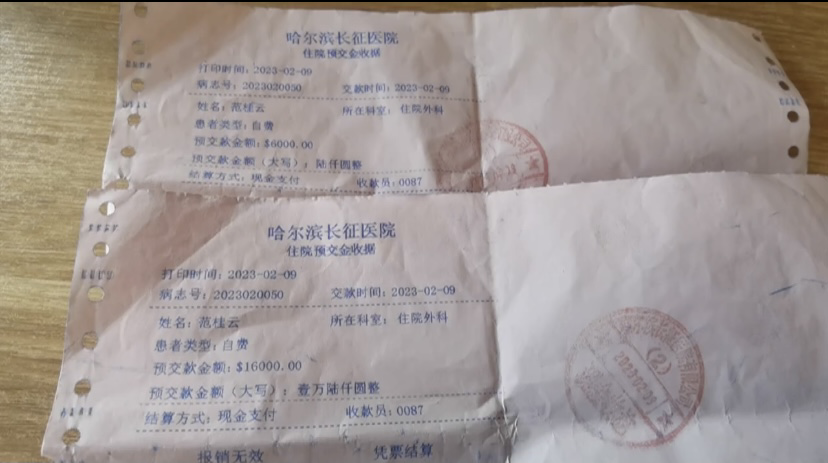 哈尔滨长征医院
住院预交金收据
打印时间: 2023-02-09
病志号: 2023020050 交款时间: 2023-02-09
姓名: 范桂云 所在科室: 住院外科
患者类型: 自费
预交款金额: $6000.00
预交款金额（大写）: 陆仟圆整
结算方式: 现金支付 收款员: 0087
哈尔滨长征医院
住院预交金收据
打印时间: 2023-02-09
病志号: 2023020050 交款时间: 2023-02-09
姓名: 范桂云 所在科室: 住院外科
患者类型: 自费
预交款金额: $16000.00
预交款金额（大写）: 壹万陆仟圆整
结算方式: 现金支付 收款员: 0087
报销无效 凭票结算
(2)